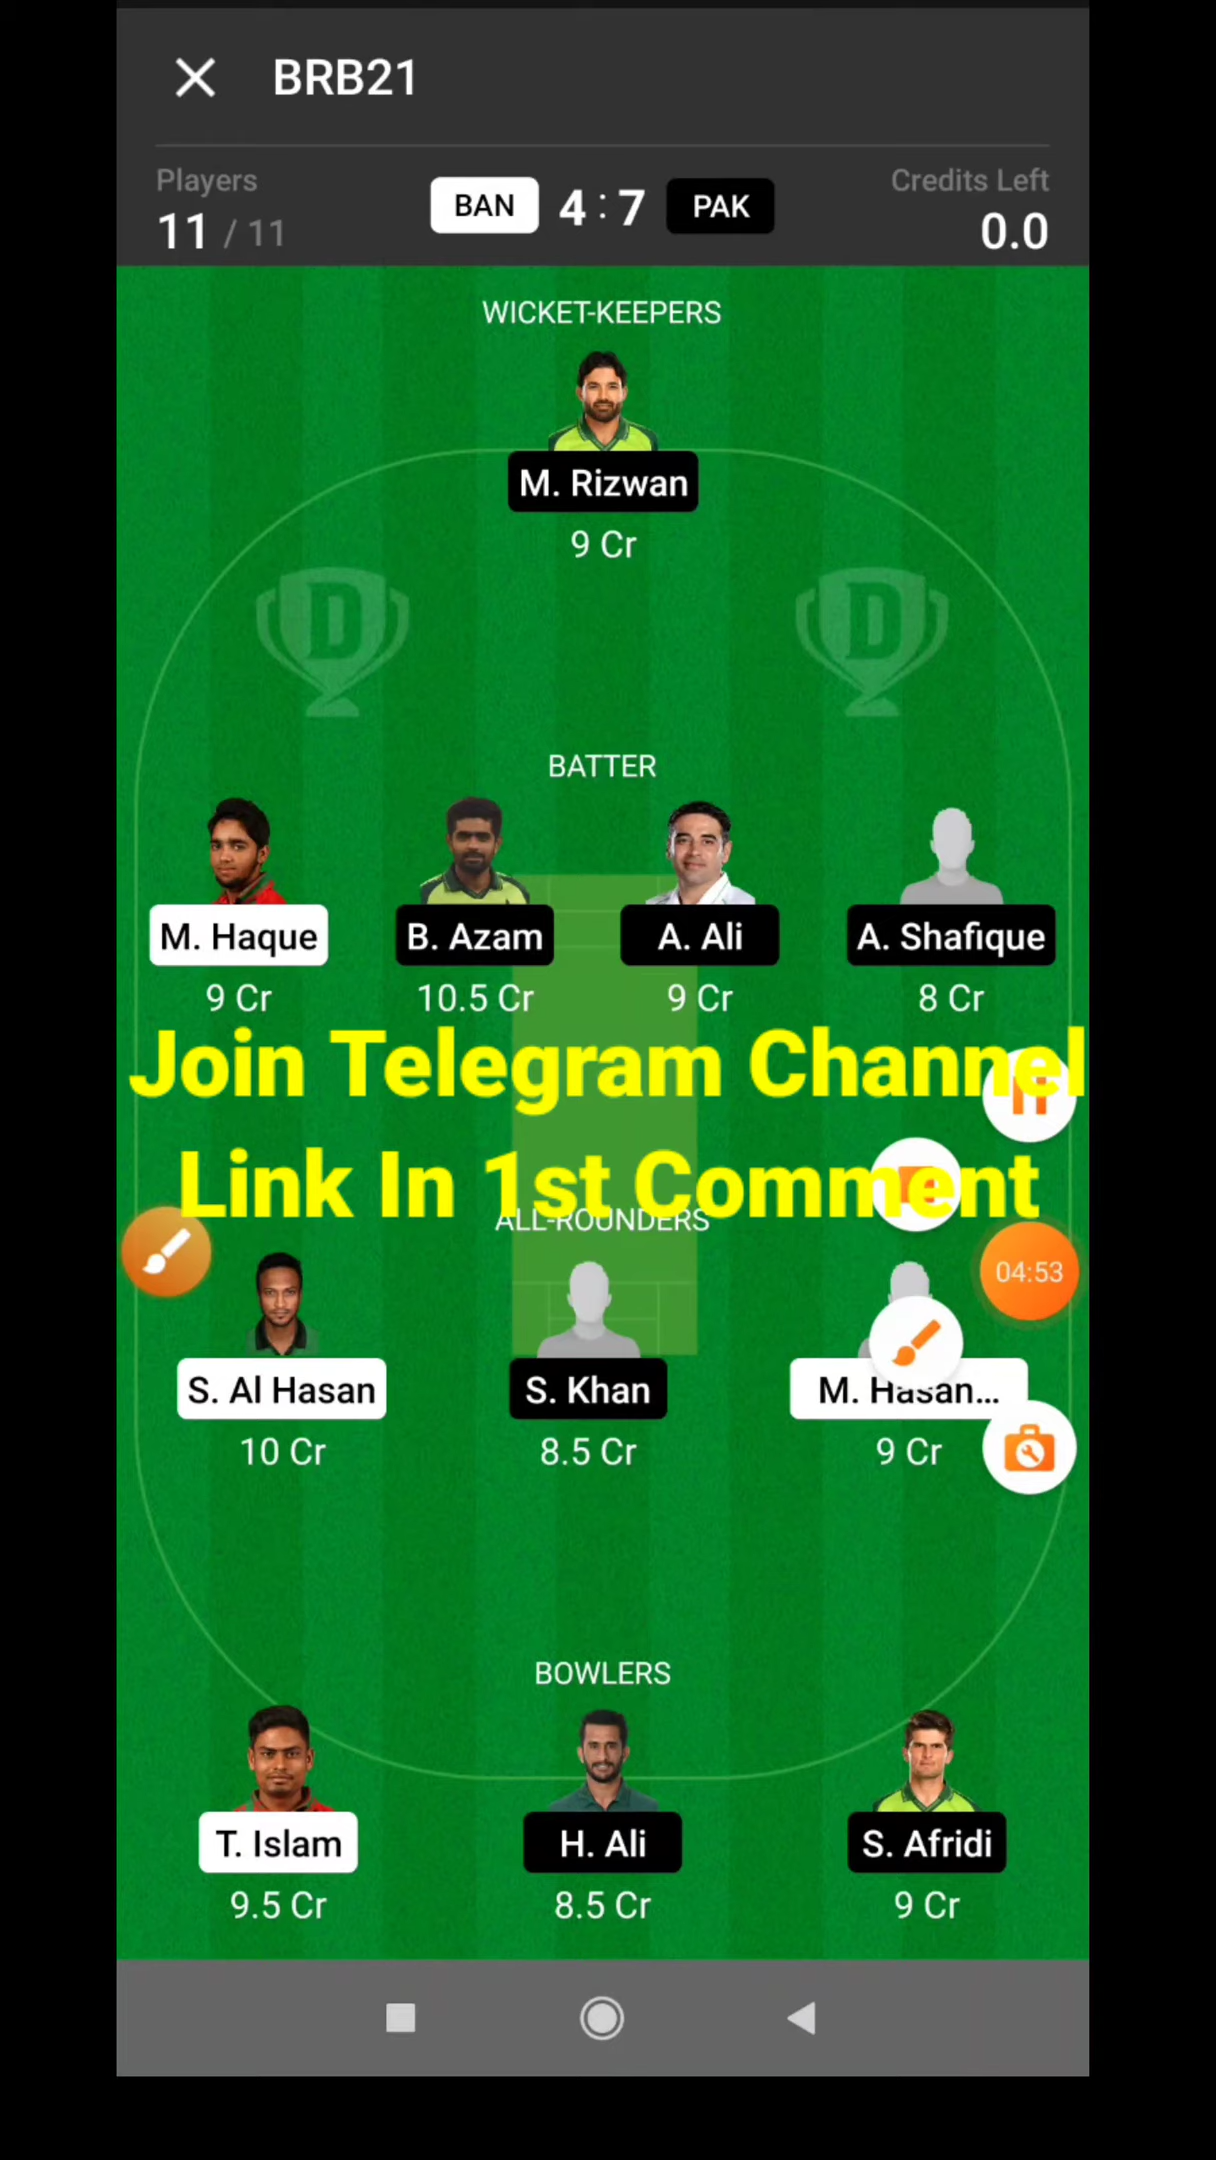 BRB21
Players
Credits Left
11 / 11
BAN 4 : 7 PAK
0.0
WICKET-KEEPERS
D D
M. Rizwan
9 Cr
BATTER
M. Haque B. Azam A. Ali A. Shafique
9 Cr 10.5 Cr 9 Cr 8 Cr
Join Telegram Channel
Link In 1st Comment
ALL-ROUNDERS
04:53
S. Al Hasan S. Khan M. Hasan...
10 Cr 8.5 Cr 9 Cr
BOWLERS
T. Islam H. Ali S. Afridi
9.5 Cr 8.5 Cr 9 Cr